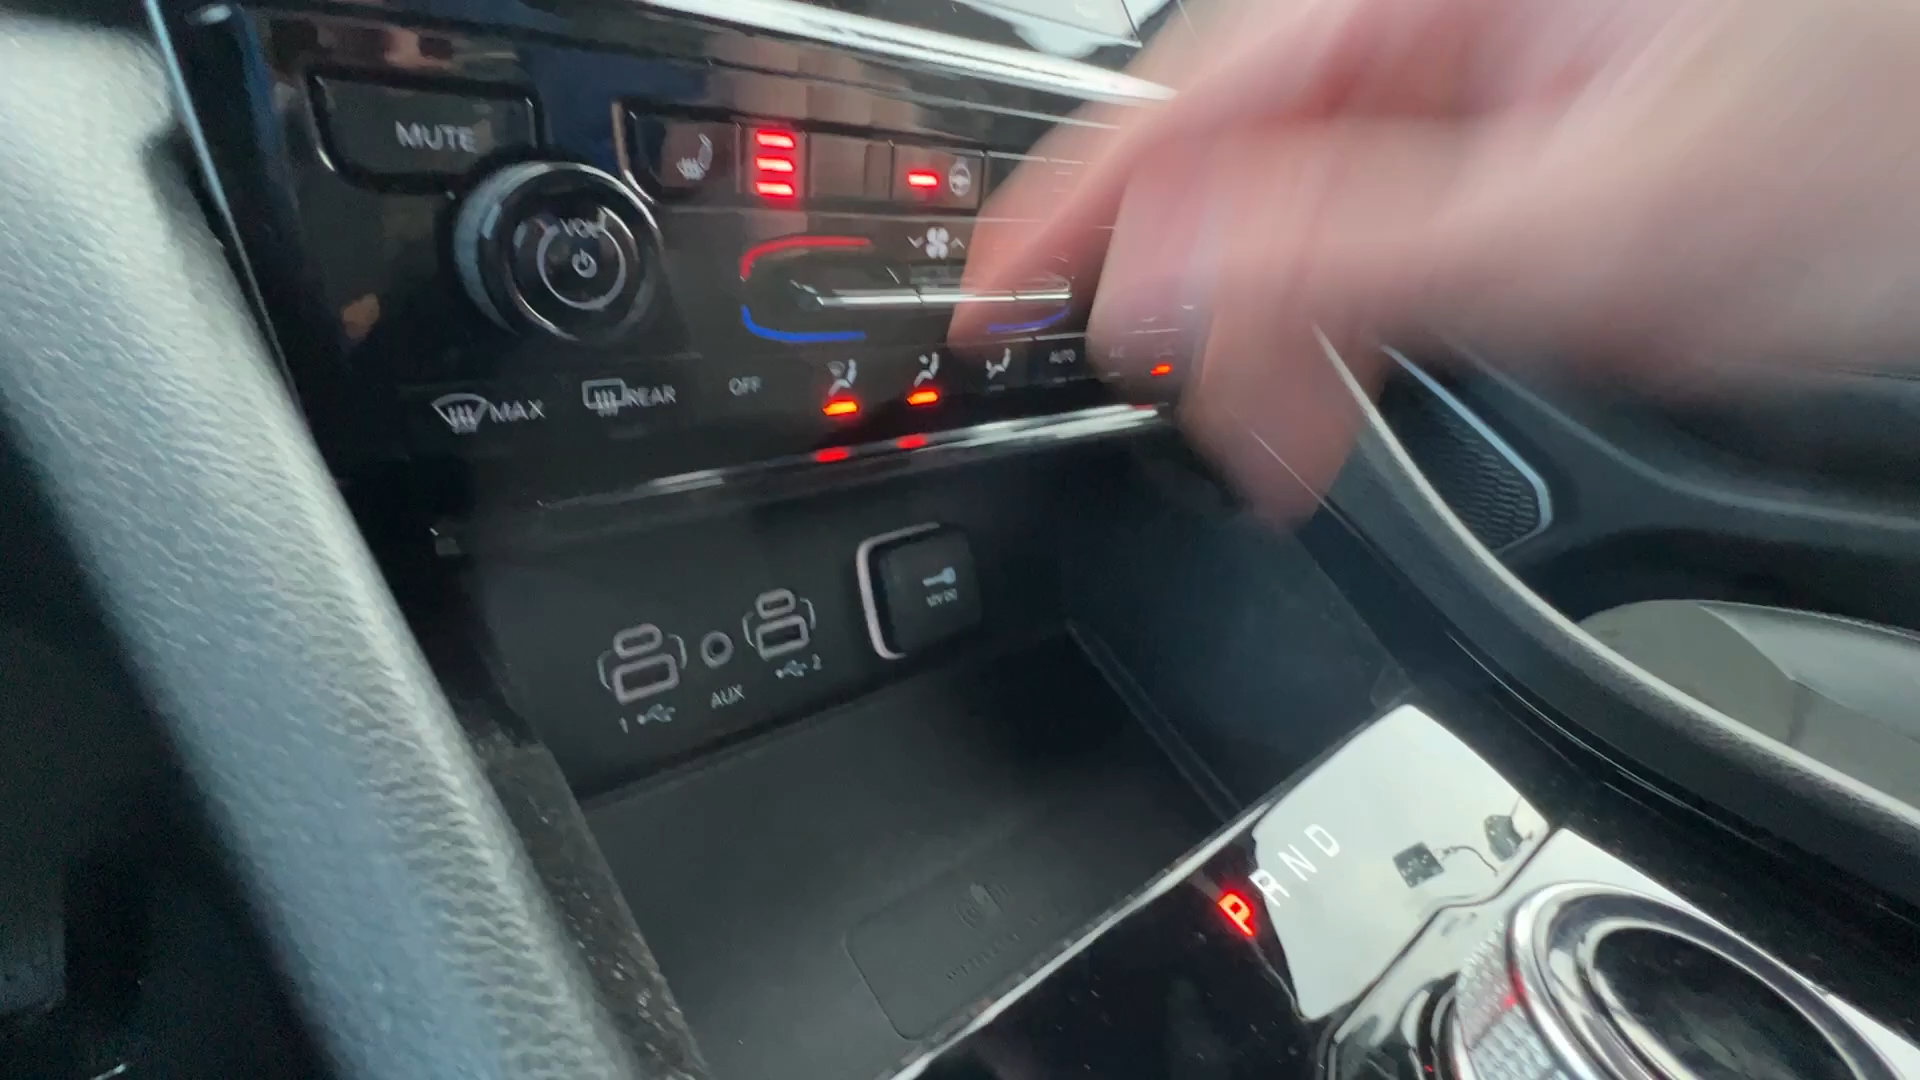 MUTE
VOL
MAX
REAR
OFF
AUTO
A/C
1
AUX
2
12V DC
P R N D